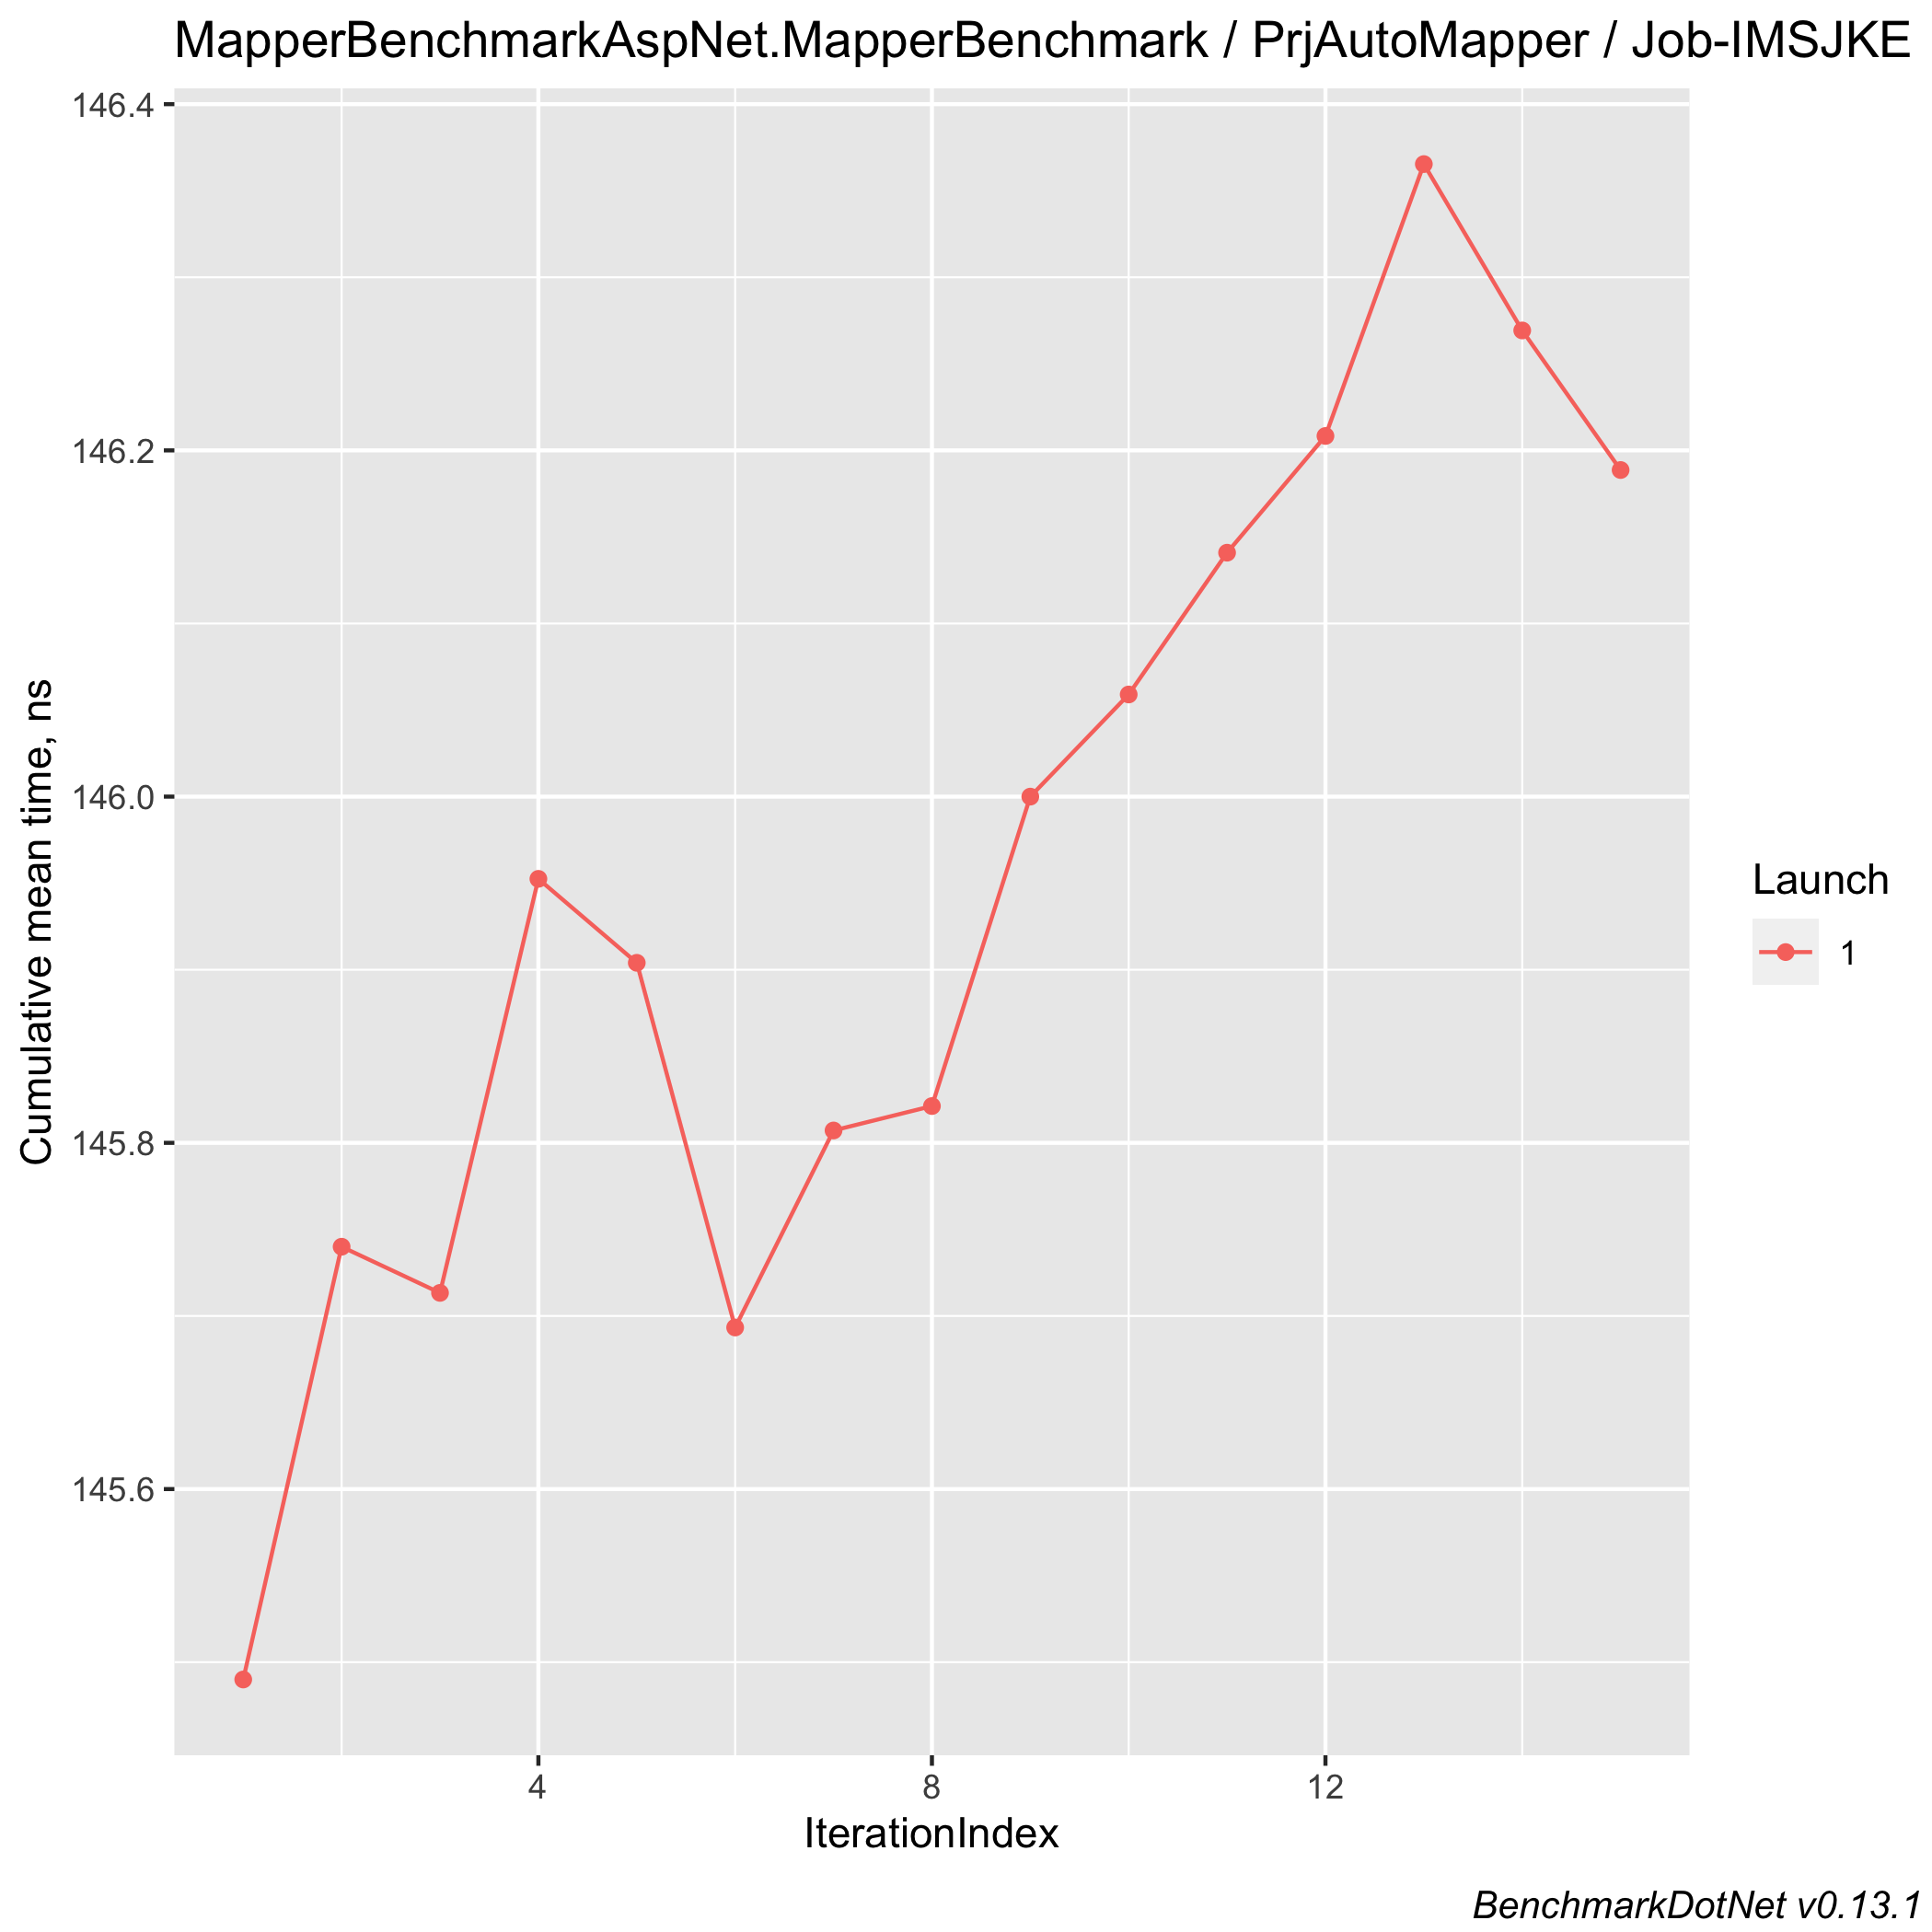 MapperBenchmarkAspNet.MapperBenchmark / PrjAutoMapper / Job-IMSJKE
146.4
146.2
146.0
145.8
145.6
Cumulative mean time, ns
4 8 12
IterationIndex
Launch
1
BenchmarkDotNet v0.13.1